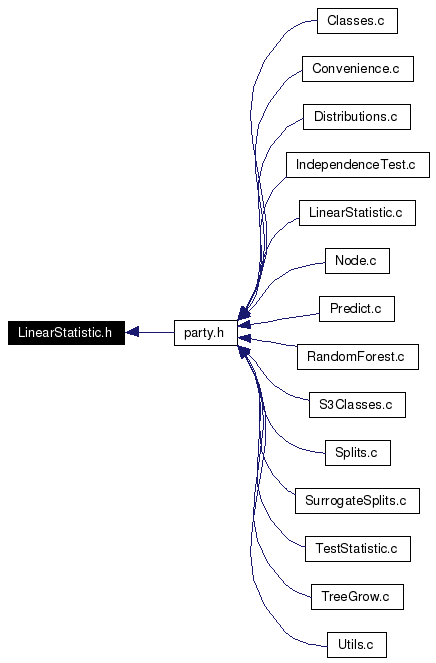 Classes.c
Convenience.c
Distributions.c
IndependenceTest.c
LinearStatistic.c
Node.c
Predict.c
LinearStatistic.h
party.h
RandomForest.c
S3Classes.c
Splits.c
SurrogateSplits.c
TestStatistic.c
TreeGrow.c
Utils.c